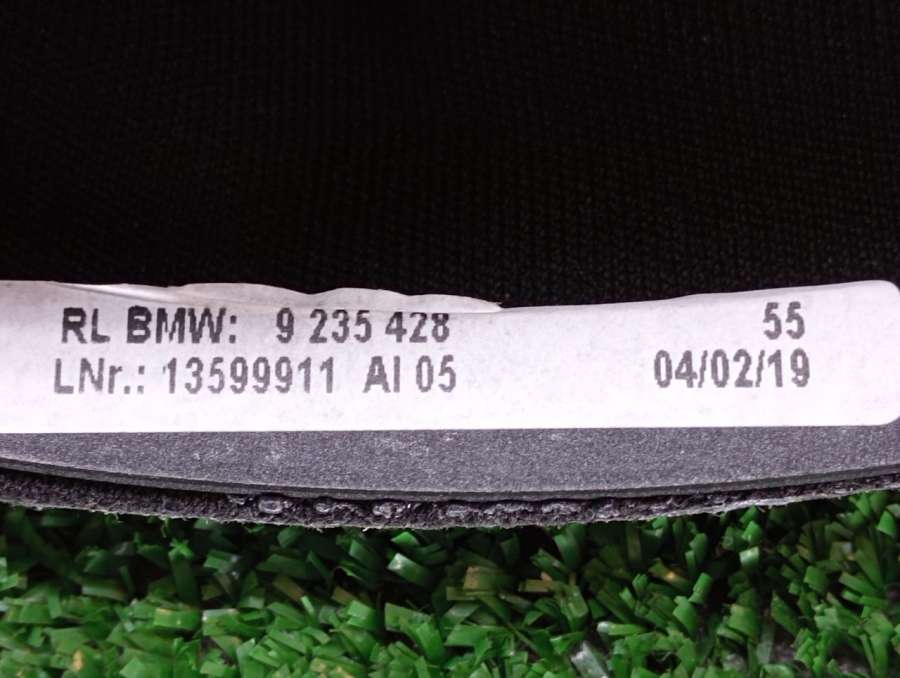 RL BMW: 9 235 428 55
LNr.: 13599911 AI 05 04/02/19